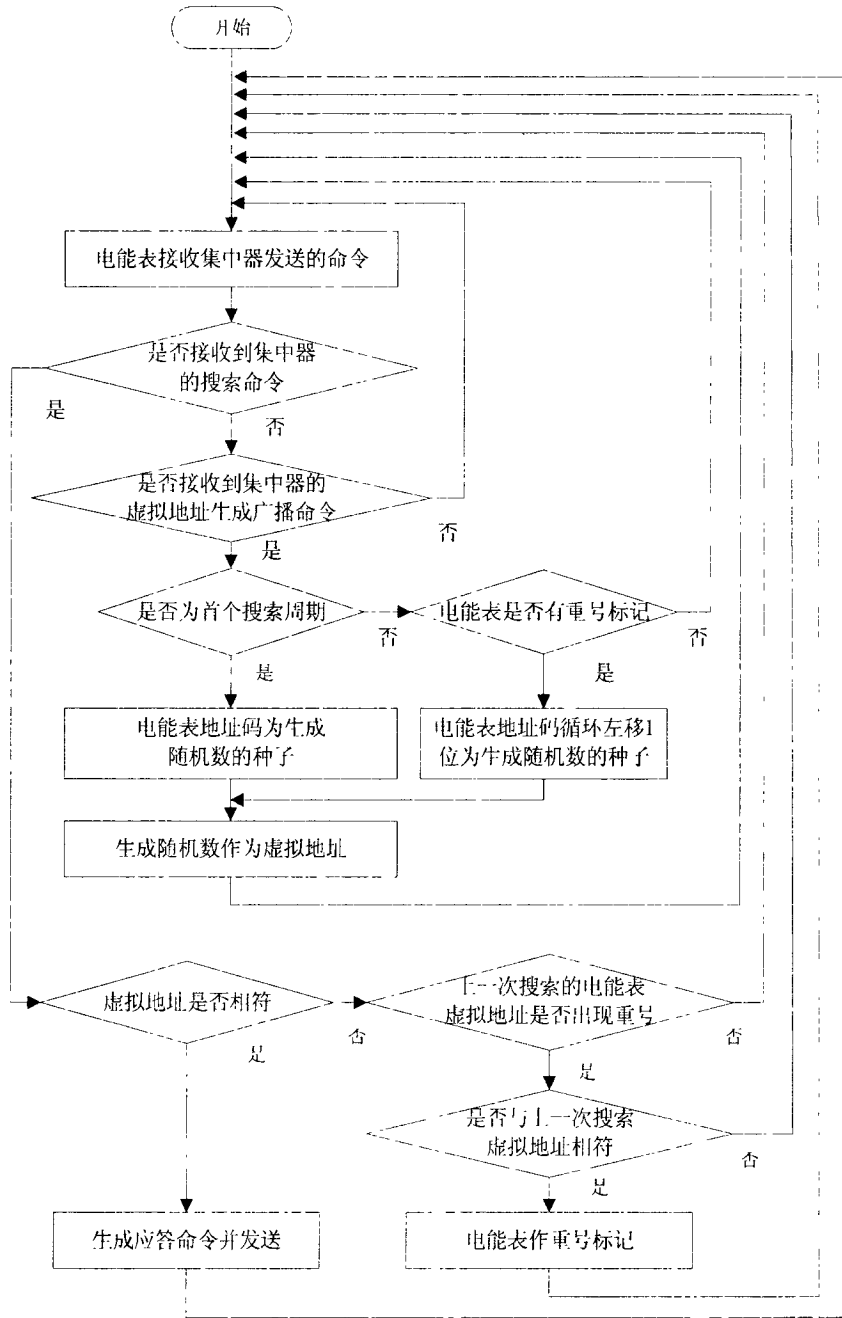 开始
电能表接收集中器发送的命令
是否接收到集中器
的搜索命令
是
否
是否接收到集中器的
虚拟地址生成广播命令
否
是
是否为首个搜索周期
否
电能表是否有重号标记
否
是
是
电能表地址码为生成
随机数的种子
电能表地址码循环左移1
位为生成随机数的种子
生成随机数作为虚拟地址
虚拟地址是否相符
否
是
上一次搜索的电能表
虚拟地址是否出现重号
否
是
是否与上一次搜索
虚拟地址相符
否
是
生成应答命令并发送
电能表作重号标记